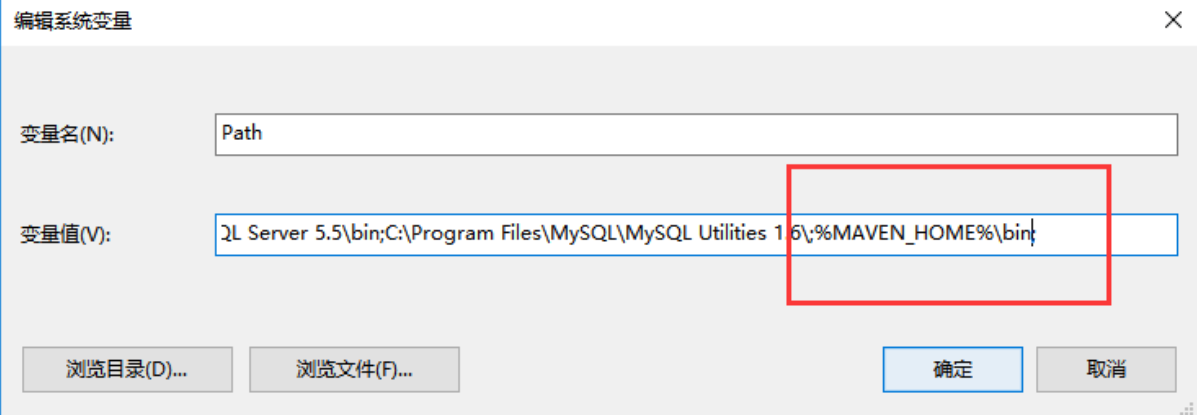 编辑系统变量
变量名(N):
Path
变量值(V):
QL Server 5.5\bin;C:\Program Files\MySQL\MySQL Utilities 1.6\;%MAVEN_HOME%\bin;
浏览目录(D)...
浏览文件(F)...
确定
取消